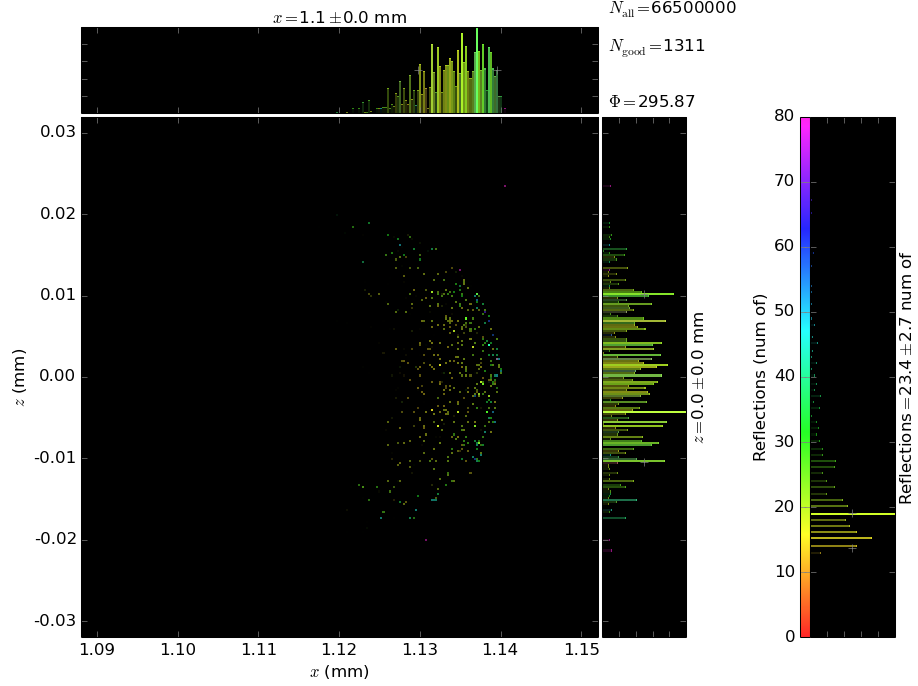 x=1.1±0.0 mm
N_all=66500000
N_good=1311
Φ=295.87
0.03
0.02
0.01
0.00
-0.01
-0.02
-0.03
z (mm)
1.09 1.10 1.11 1.12 1.13 1.14 1.15
x (mm)
z=0.0±0.0 mm
80
70
60
50
40
30
20
10
0
Reflections (num of)
Reflections=23.4±2.7 num of